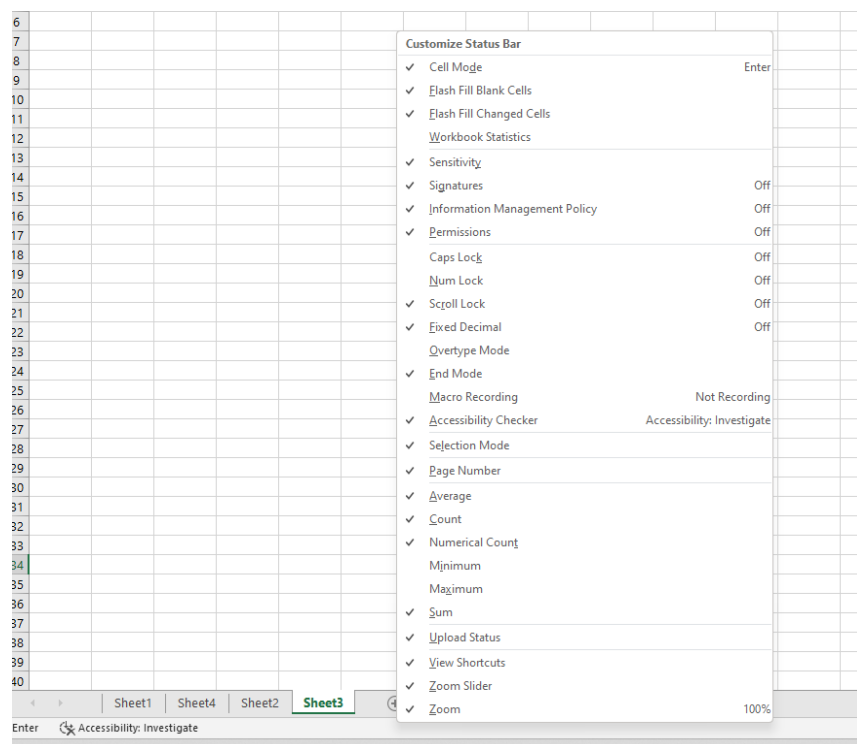 6
7
8
9
10
11
12
13
14
15
16
17
18
19
20
21
22
23
24
25
26
27
28
29
30
31
32
33
34
35
36
37
38
39
40
Customize Status Bar
Cell Mode Enter
Flash Fill Blank Cells
Flash Fill Changed Cells
Workbook Statistics
Sensitivity
Signatures Off
Information Management Policy Off
Permissions Off
Caps Lock Off
Num Lock Off
Scroll Lock Off
Fixed Decimal Off
Overtype Mode
End Mode
Macro Recording Not Recording
Accessibility Checker Accessibility: Investigate
Selection Mode
Page Number
Average
Count
Numerical Count
Minimum
Maximum
Sum
Upload Status
View Shortcuts
Zoom Slider
Zoom 100%
Sheet1 Sheet4 Sheet2 Sheet3
Enter Accessibility: Investigate